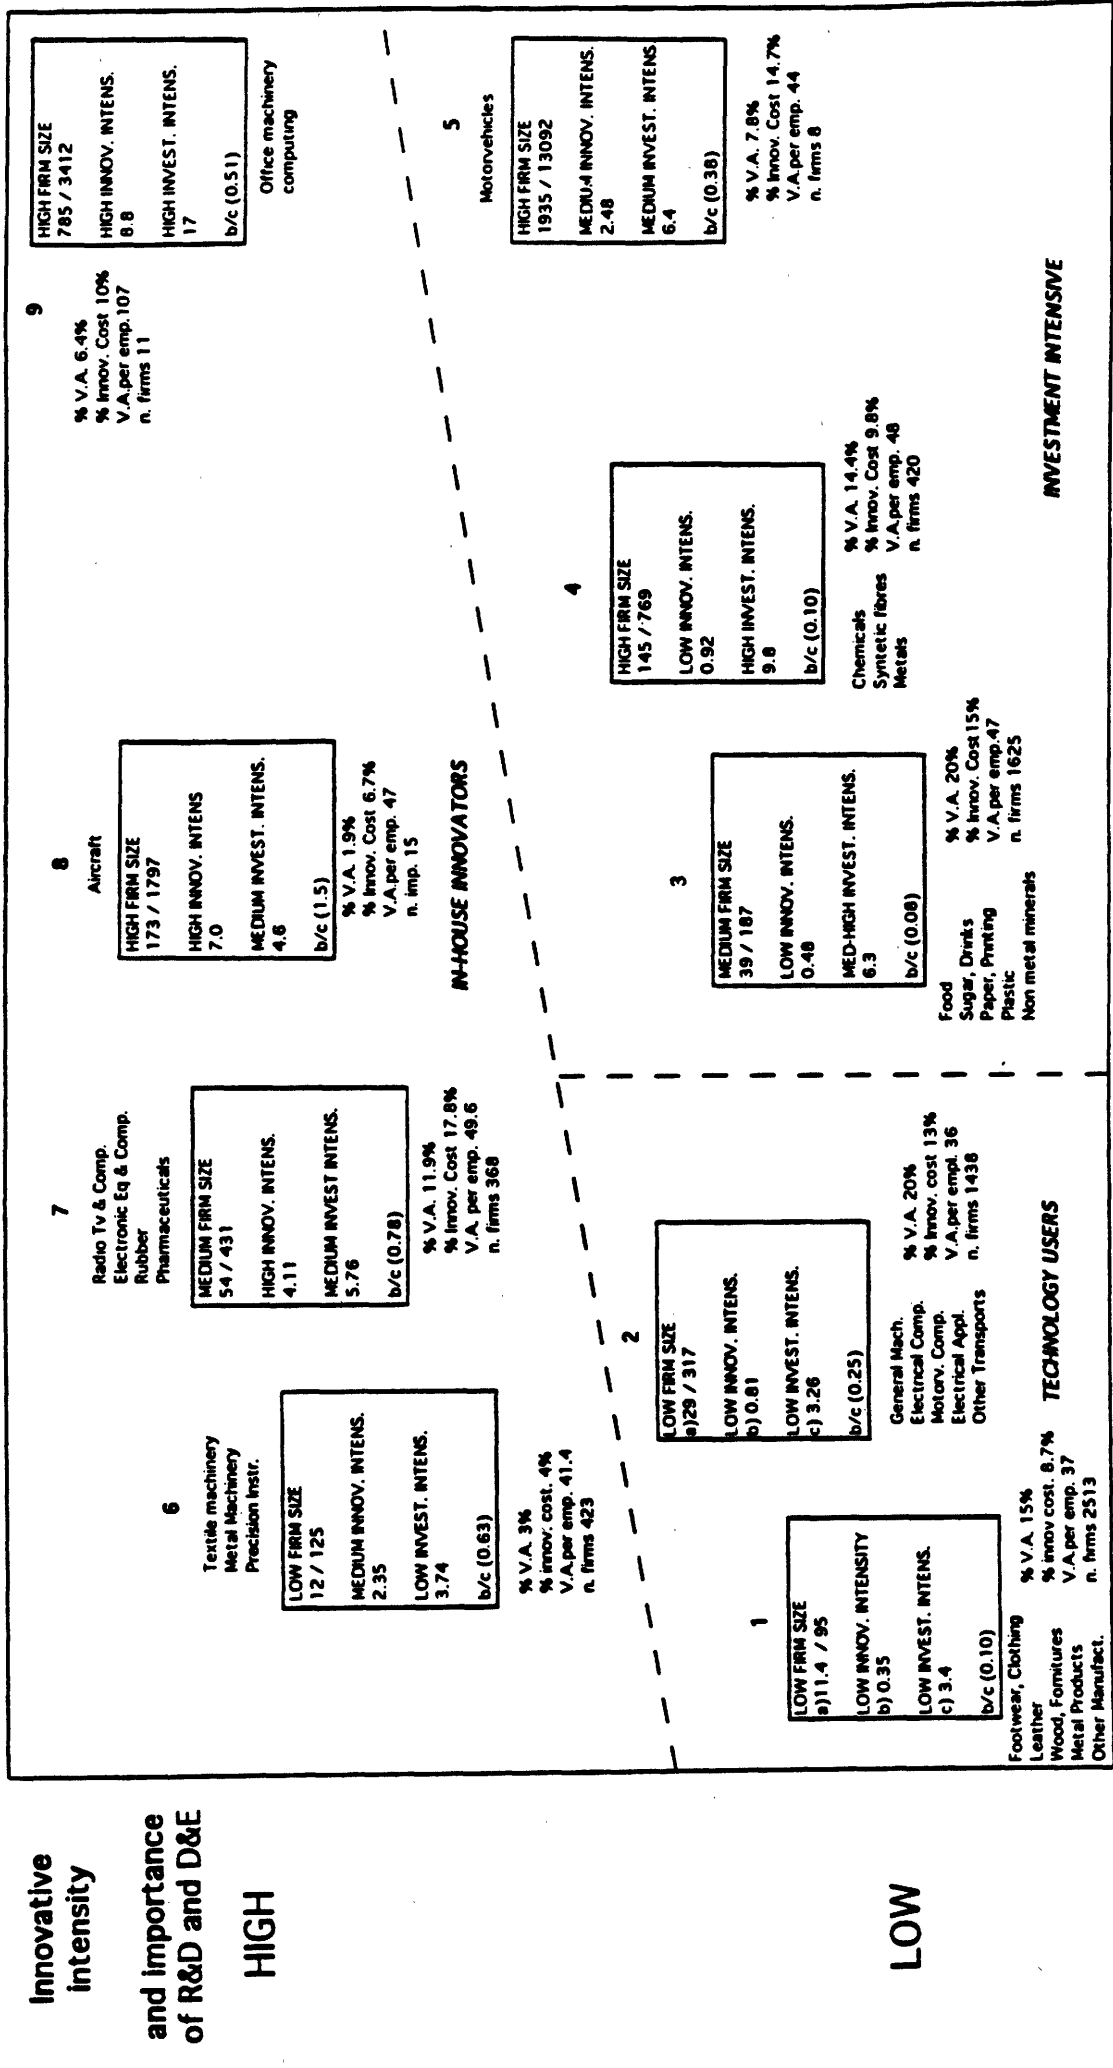 Innovative
intensity
and importance
of R&D and D&E
HIGH
LOW
6
Textile machinery
Metal Machinery
Precision Instr.
LOW FIRM SIZE
12 / 125
MEDIUM INNOV. INTENS.
2.35
LOW INVEST. INTENS.
3.74
b/c (0.63)
% V.A. 3%
% innov. cost. 4%
V.A.per emp. 41.4
n. firms 423
7
Radio Tv & Comp.
Electronic Eq & Comp.
Rubber
Pharmaceuticals
MEDIUM FIRM SIZE
54 / 431
HIGH INNOV. INTENS.
4.11
MEDIUM INVEST INTENS.
5.76
b/c (0.78)
% V.A. 11.9%
% Innov. Cost 17.8%
V.A. per emp. 49.6
n. firms 368
8
Aircraft
HIGH FIRM SIZE
173 / 1797
HIGH INNOV. INTENS
7.0
MEDIUM INVEST. INTENS.
4.6
b/c (1.5)
% V.A. 1.9%
% Innov. Cost 6.7%
V.A.per emp. 47
n. imp. 15
IN-HOUSE INNOVATORS
9
% V.A. 6.4%
% Innov. Cost 10%
V.A.per emp.107
n. firms 11
HIGH FIRM SIZE
785 / 3412
HIGH INNOV. INTENS.
8.8
HIGH INVEST. INTENS.
17
b/c (0.51)
Office machinery
computing
1
LOW FIRM SIZE
a)11.4 / 95
LOW INNOV. INTENSITY
b) 0.35
LOW INVEST. INTENS.
c) 3.4
b/c (0.10)
Footwear, Clothing
Leather
Wood, Fornitures
Metal Products
Other Manufact.
% V.A. 15%
% innov cost. 8.7%
V.A.per emp. 37
n. firms 2513
2
LOW FIRM SIZE
a)29 / 317
LOW INNOV. INTENS.
b) 0.81
LOW INVEST. INTENS.
c) 3.26
b/c (0.25)
General Mach.
Electrical Comp.
Motorv. Comp.
Electrical Appl.
Other Transports
% V.A. 20%
% Innov. cost 13%
V.A.per empl. 36
n. firms 1438
TECHNOLOGY USERS
3
MEDIUM FIRM SIZE
39 / 187
LOW INNOV. INTENS.
0.48
MED-HIGH INVEST. INTENS.
6.3
b/c (0.08)
Food
Sugar, Drinks
Paper, Printing
Plastic
Non metal minerals
% V.A. 20%
% Innov. Cost 15%
V.A.per emp.47
n. firms 1625
4
HIGH FIRM SIZE
145 / 769
LOW INNOV. INTENS.
0.92
HIGH INVEST. INTENS.
9.8
b/c (0.10)
Chemicals
Syntetic fibres
Metals
% V.A. 14.4%
% Innov. Cost 9.8%
V.A.per emp. 48
n. firms 420
5
Motorvehicles
HIGH FIRM SIZE
1935 / 13092
MEDIUM INNOV. INTENS.
2.48
MEDIUM INVEST. INTENS
6.4
b/c (0.38)
% V.A. 7.8%
% Innov. Cost 14.7%
V.A.per emp. 44
n. firms 8
INVESTMENT INTENSIVE